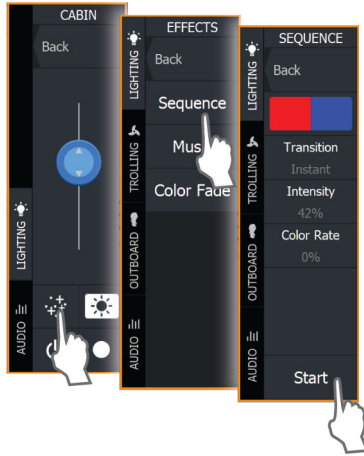 CABIN
Back
LIGHTING
AUDIO
EFFECTS
Back
Sequence
Mus
Color Fade
LIGHTING
TROLLING
OUTBOARD
AUDIO
SEQUENCE
Back
Transition
Instant
Intensity
42%
Color Rate
0%
Start
LIGHTING
TROLLING
OUTBOARD
AUDIO